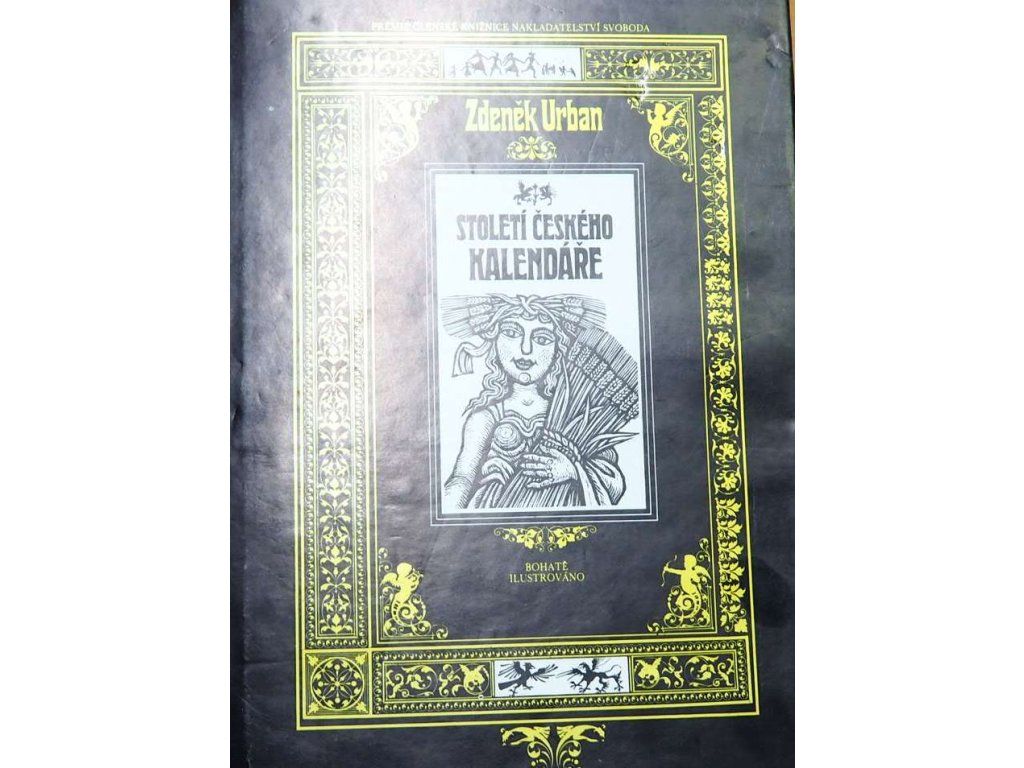 PRÉMIE ČLENSKÉ KNIŽNICE NAKLADATELSTVÍ SVOBODA
Zdeněk Urban
STOLETÍ ČESKÉHO
KALENDÁŘE
BOHATĚ
ILUSTROVÁNO